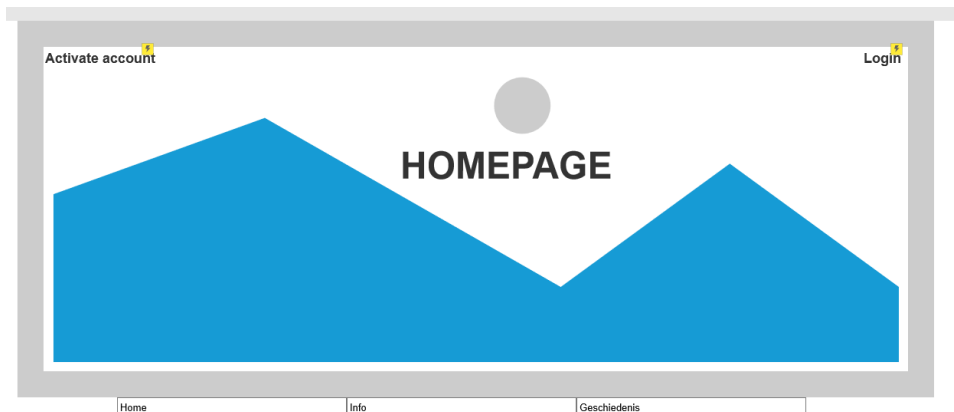 Activate account
Login
HOMEPAGE
Home
Info
Geschiedenis